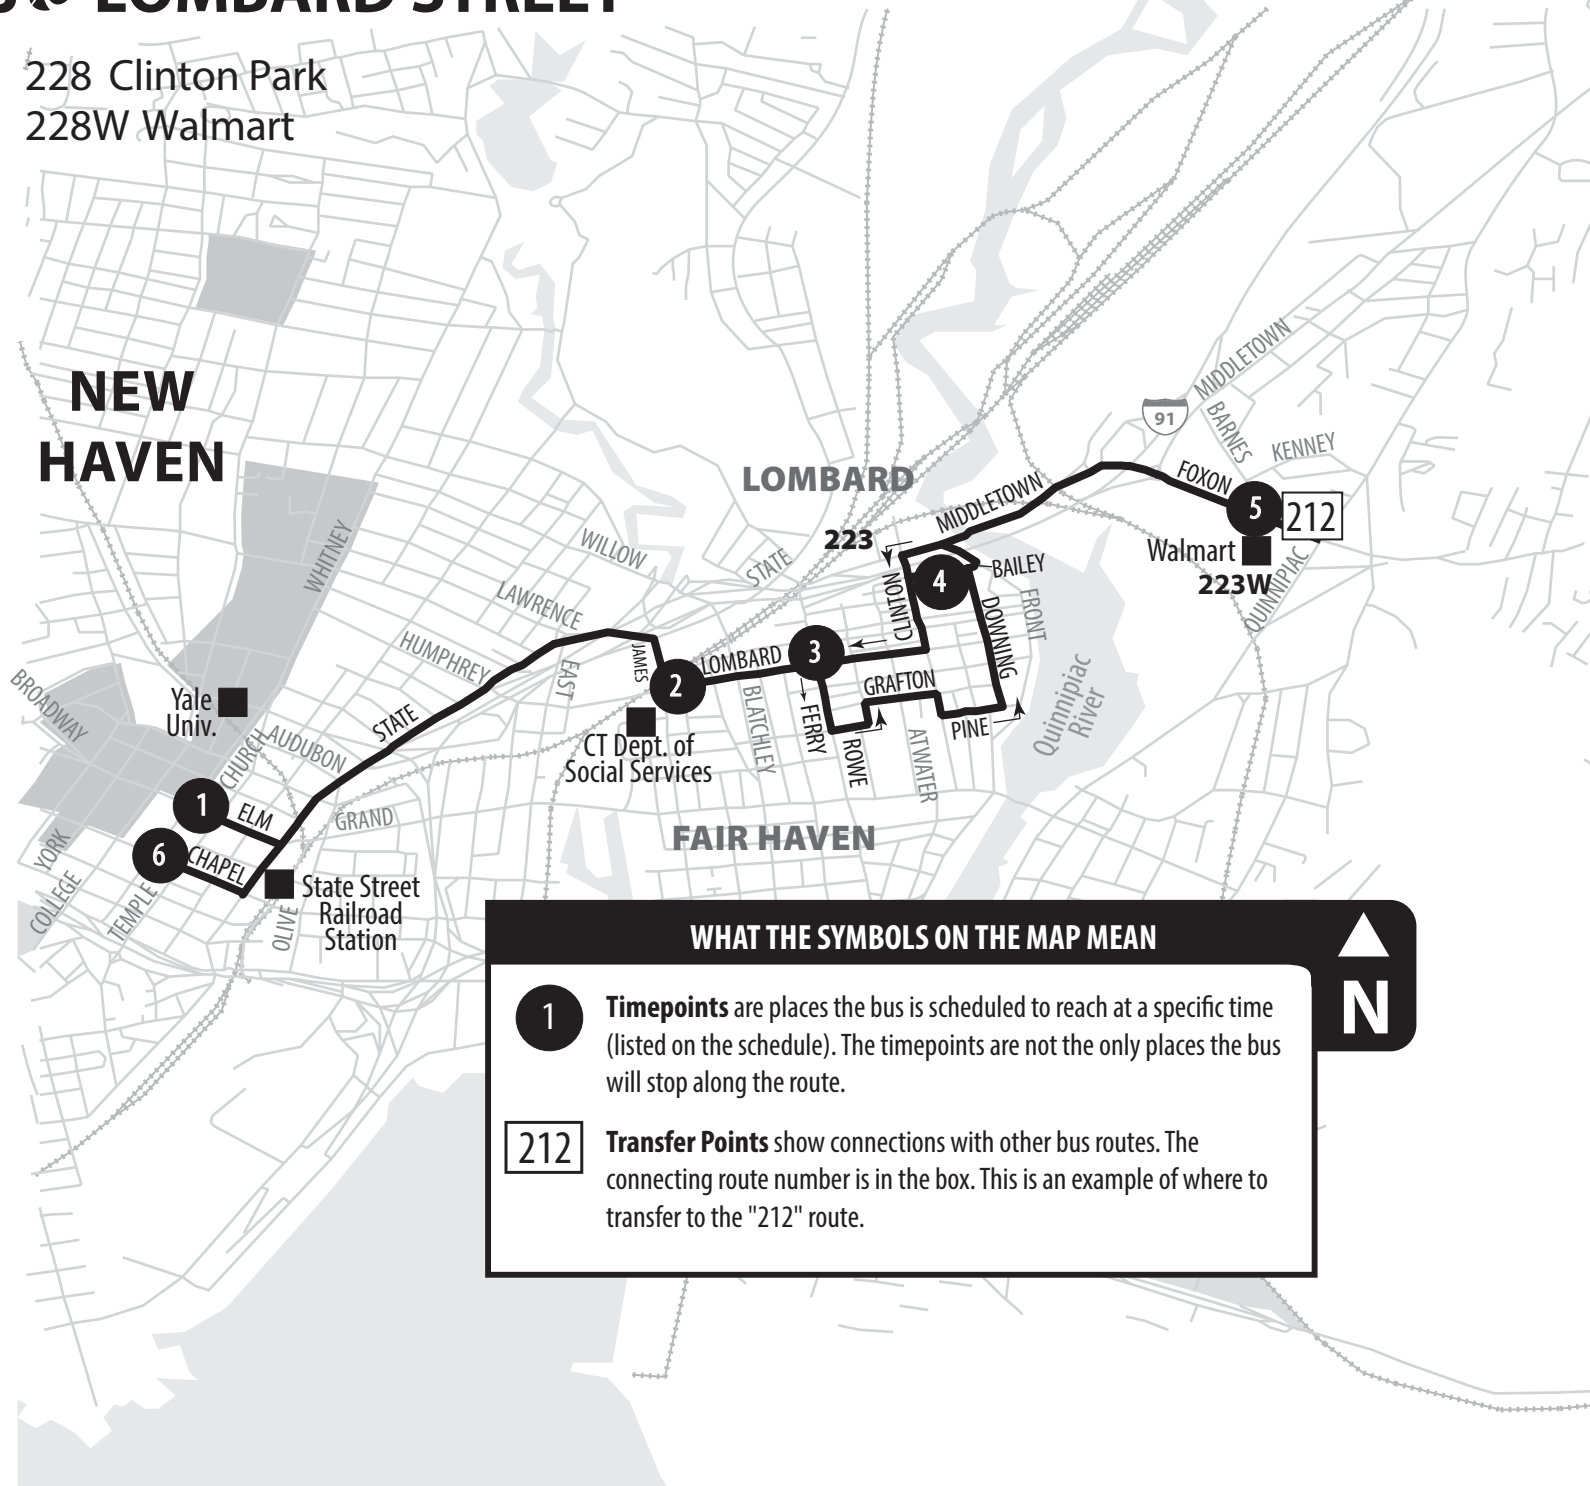 LOMBARD STREET
228 Clinton Park
228W Walmart
NEW
HAVEN
91
MIDDLETOWN
BARNES
KENNEY
FOXON
5
212
Walmart
223W
QUINNIPIAC
LOMBARD
223
MIDDLETOWN
BAILEY
4
CLINTON
DOWNING
FRONT
WHITNEY
WILLOW
STATE
LAWRENCE
HUMPHREY
EAST
JAMES
2
LOMBARD
3
GRAFTON
PINE
FERRY
ROWE
BLATCHLEY
ATWATER
Quinnipiac
River
CT Dept. of
Social Services
BROADWAY
Yale
Univ.
CHURCH
AUDUBON
STATE
1
ELM
GRAND
6
CHAPEL
YORK
COLLEGE
TEMPLE
OLIVE
State Street
Railroad
Station
FAIR HAVEN
WHAT THE SYMBOLS ON THE MAP MEAN
N
1
Timepoints are places the bus is scheduled to reach at a specific time
(listed on the schedule). The timepoints are not the only places the bus
will stop along the route.
212
Transfer Points show connections with other bus routes. The
connecting route number is in the box. This is an example of where to
transfer to the "212" route.